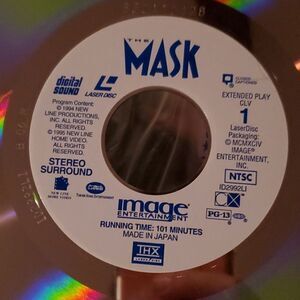 THE
MASK
digital
SOUND
LASER DISC
CLOSED
CAPTIONED
EXTENDED PLAY
CLV
1
Program Content:
© 1994 NEW
LINE PRODUCTIONS,
INC. ALL RIGHTS
RESERVED.
© 1995 NEW LINE
HOME VIDEO. ALL
RIGHTS RESERVED
STEREO
SURROUND
LaserDisc
Packaging
© MCMXCIV
IMAGE®
ENTERTAINMENT,
INC.
NTSC
ID2992LI
PG-13
image
ENTERTAINMENT
RUNNING TIME: 101 MINUTES
MADE IN JAPAN
THX